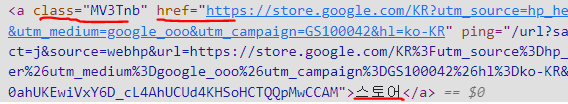 <a class="MV3Tnb" href="https://store.google.com/KR?utm_source=hp_he
&utm_medium=google_ooo&utm_campaign=GS100042&hl=ko-KR" ping="/url?sa
ct=j&source=webhp&url=https://store.google.com/KR%3Futm_source%3Dhp_
er%26utm_medium%3Dgoogle_ooo%26utm_campaign%3DGS100042%26hl%3Dko-KR&
0ahUKEwiVxY6D_cL4AhUCUd4KHSoHCTQQpMwCCAM">스토어</a> == $0